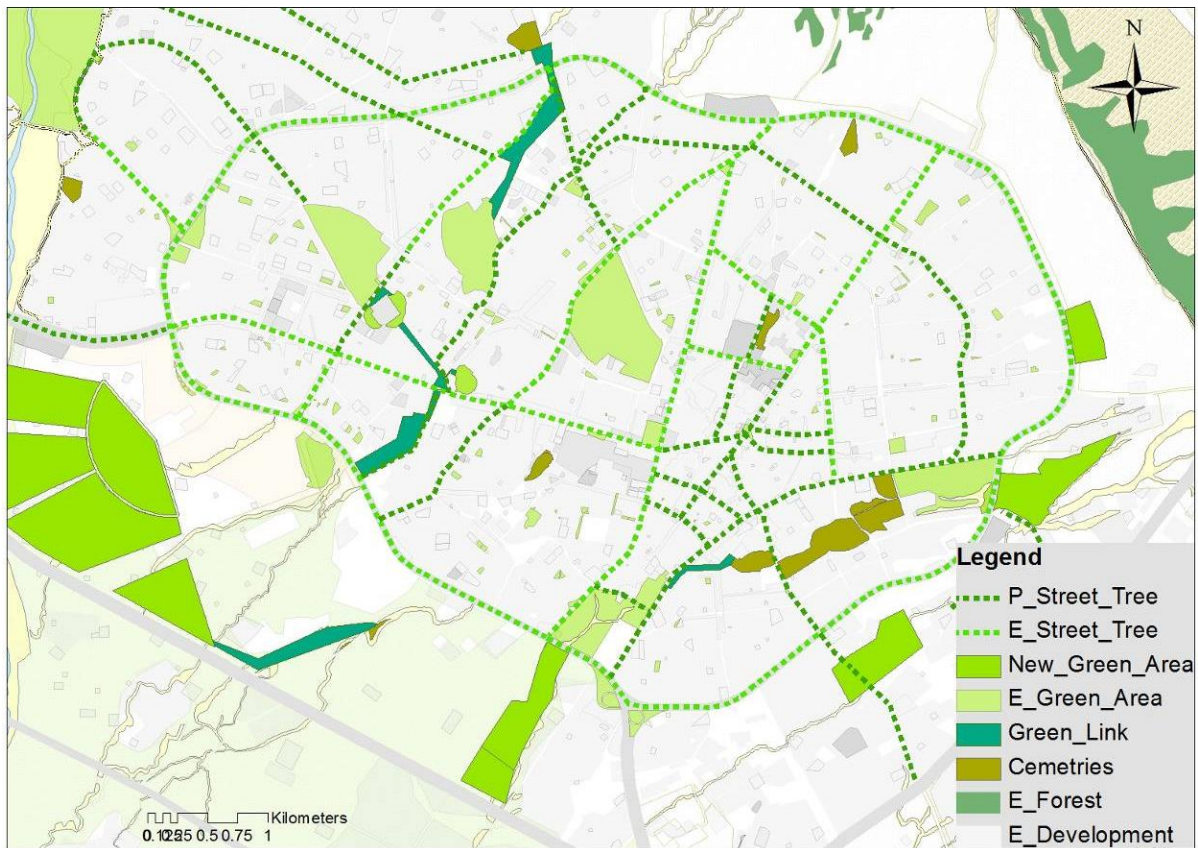 N
Legend
P_Street_Tree
E_Street_Tree
New_Green_Area
E_Green_Area
Green_Link
Cemetries
E_Forest
E_Development
Kilometers
0.5 0.75 1